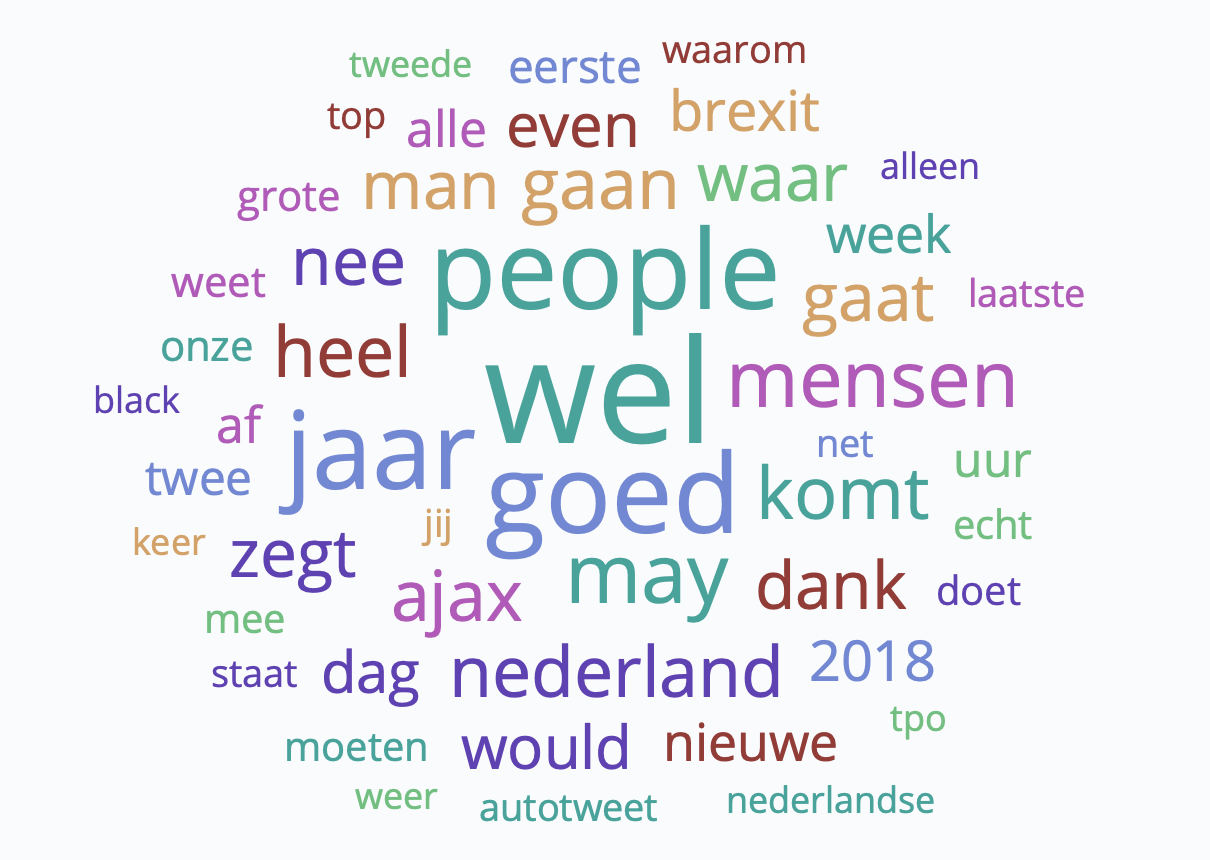 tweede eerste waarom
top alle even brexit
grote man gaan waar alleen
weet nee people week
gaat laatste
onze heel wel mensen
black af jaar net
twee goed komt uur
keer zegt jij echt
mee ajax may dank doet
staat dag nederland 2018
moeten would nieuwe tpo
weer autotweet nederlandse